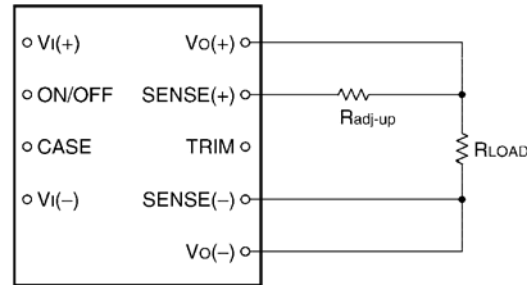 VI(+)
VO(+)
ON/OFF
SENSE(+)
Radj-up
CASE
TRIM
RLOAD
VI(–)
SENSE(–)
VO(–)